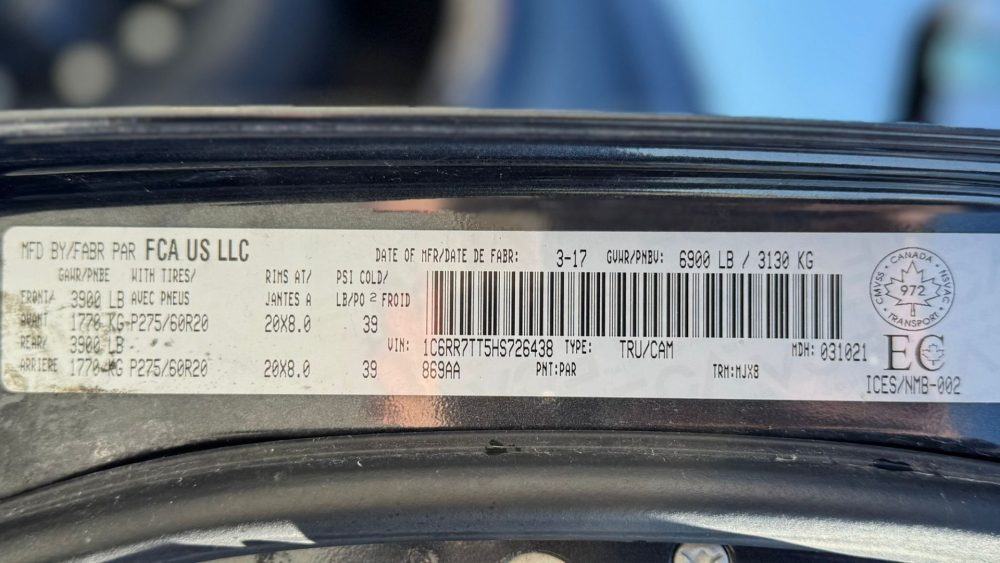 MFD BY/FABR PAR FCA US LLC DATE OF MFR/DATE DE FABR: 3-17 GVWR/PNBV: 6900 LB / 3130 KG
GAWR/PNBE WITH TIRES/ RIMS AT/ PSI COLD/
FRONT/ 3900 LB AVEC PNEUS JANTES A LB/PO 2 FROID
AVANT 1770 KG P275/60R20 20X8.0 39
REAR/ 3900 LB VIN: 1C6RR7TT5HS726438 TYPE: TRU/CAM MDH: 031021
ARRIERE 1770 KG P275/60R20 20X8.0 39 869AA PNT:PAR TRM:MJX8
CMVSS · CANADA · NSVAC
972
TRANSPORT
EC
ICES/NMB-002